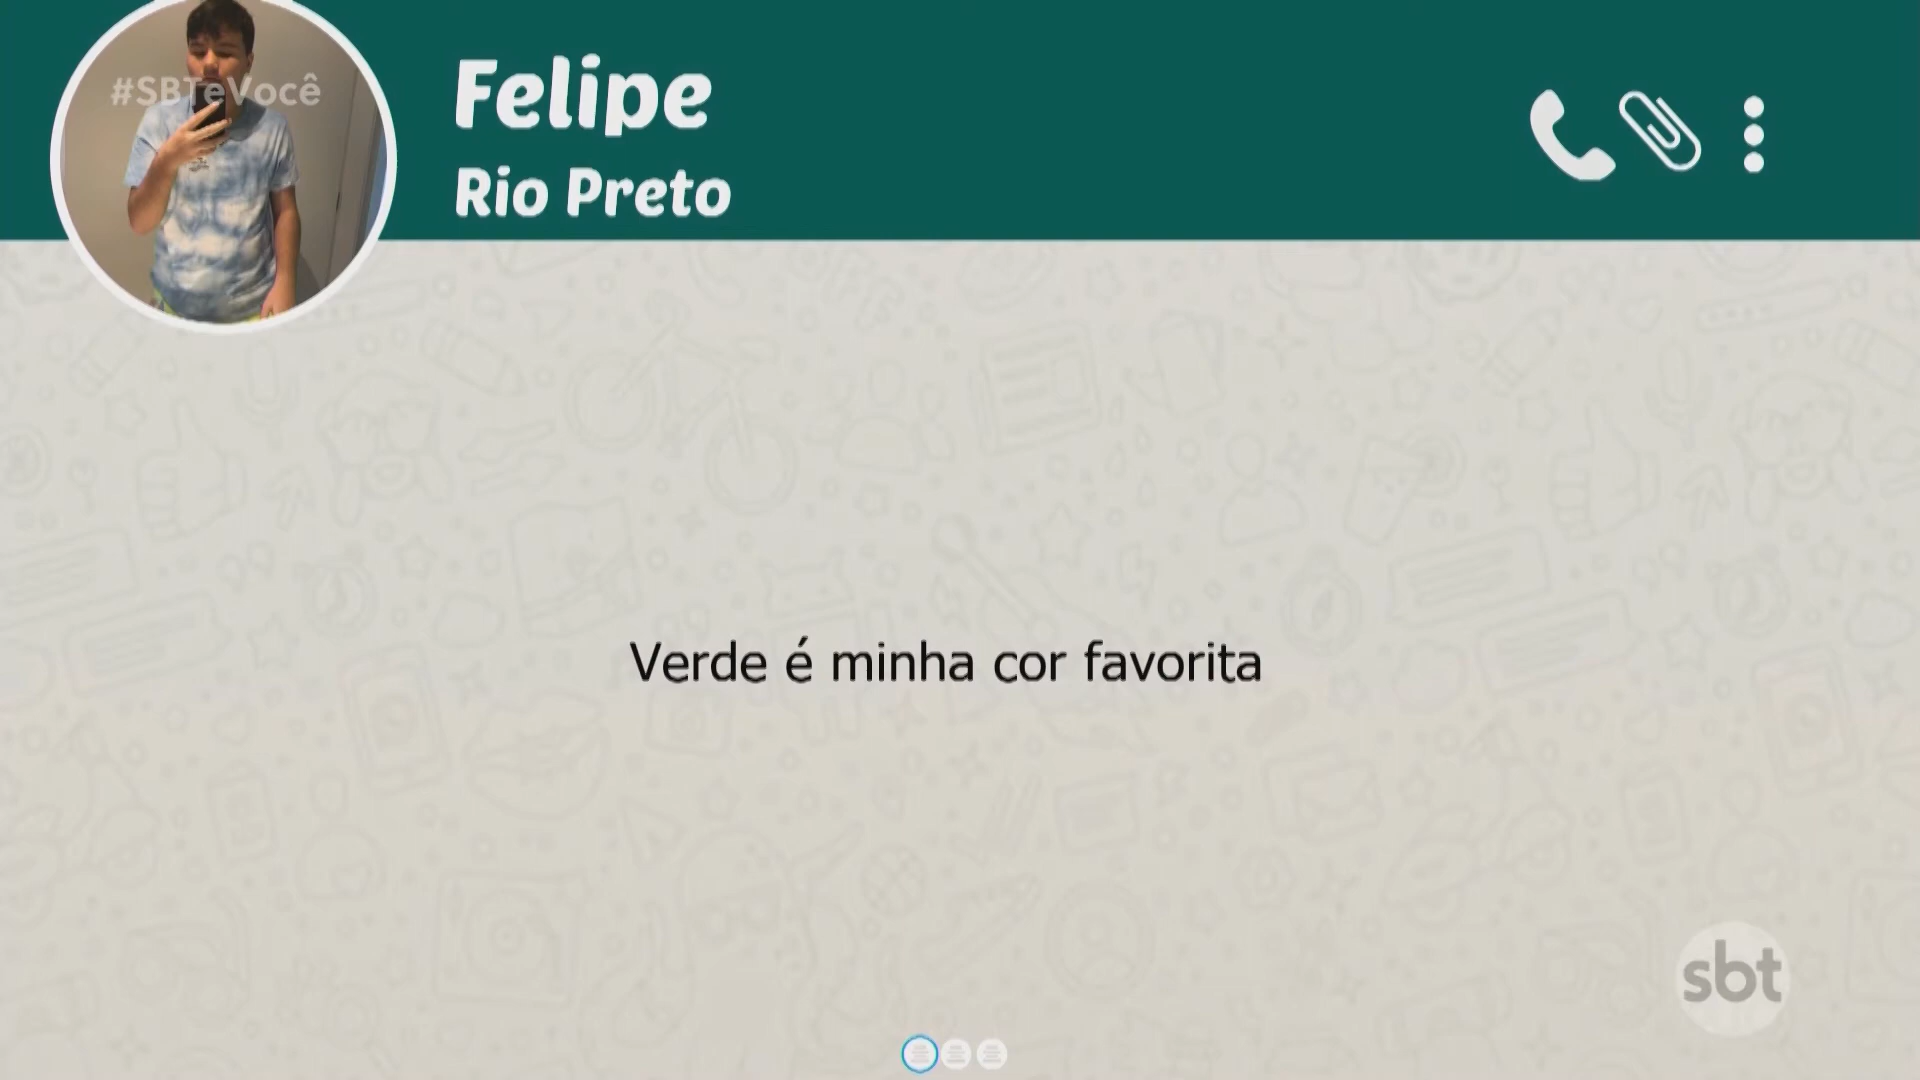 #SBTeVocê
Felipe
Rio Preto
Verde é minha cor favorita
sbt